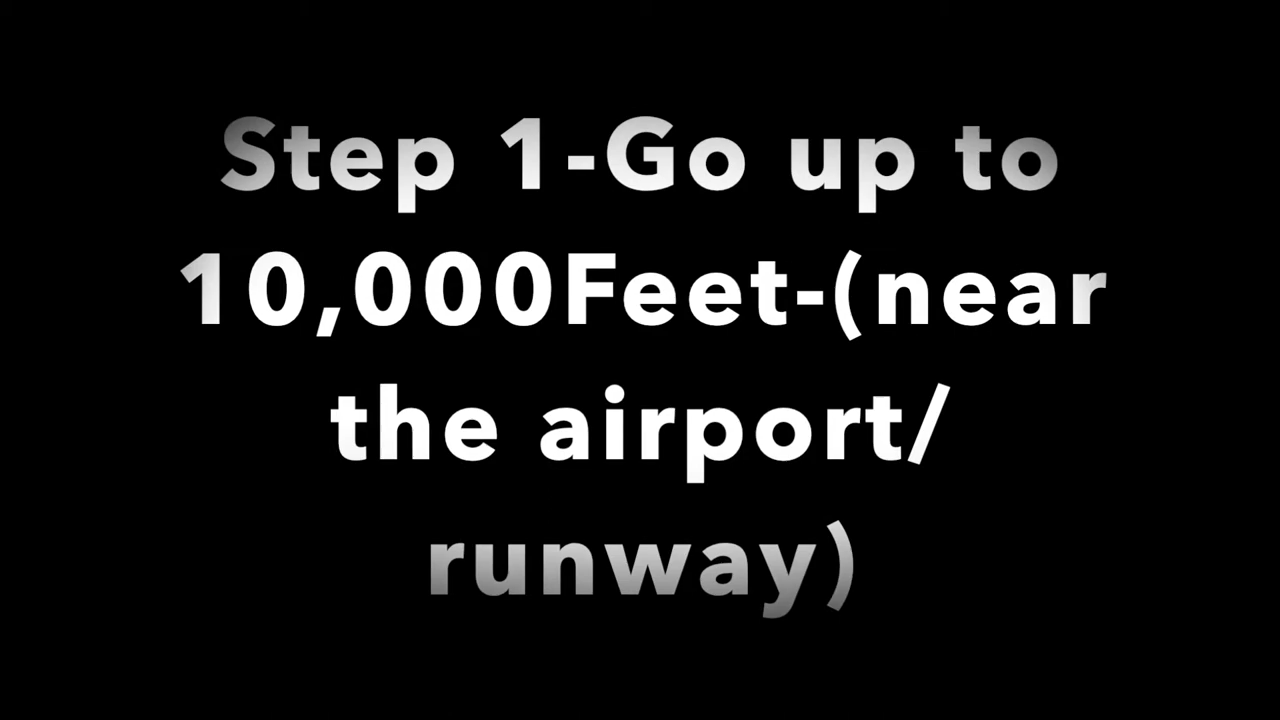 Step 1-Go up to
10,000Feet-(near
the airport/
runway)